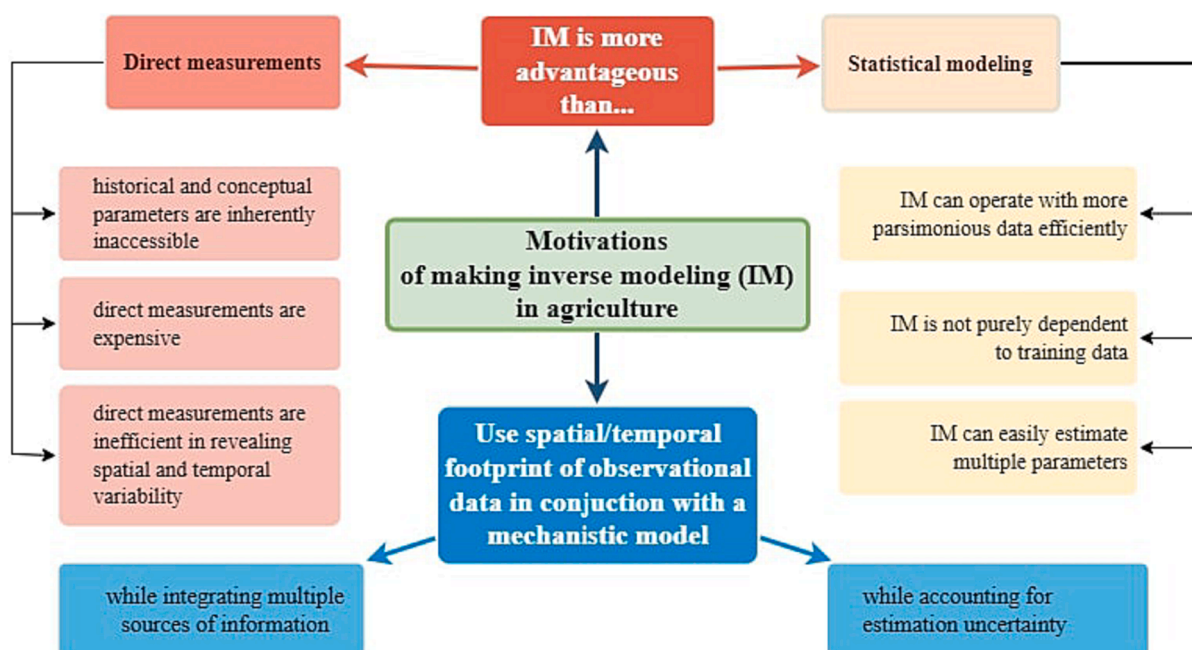 Direct measurements
IM is more
advantageous
than...
Statistical modeling
historical and conceptual
parameters are inherently
inaccessible
direct measurements are
expensive
direct measurements are
inefficient in revealing
spatial and temporal
variability
Motivations
of making inverse modeling (IM)
in agriculture
IM can operate with more
parsimonious data efficiently
IM is not purely dependent
to training data
IM can easily estimate
multiple parameters
Use spatial/temporal
footprint of observational
data in conjuction with a
mechanistic model
while integrating multiple
sources of information
while accounting for
estimation uncertainty